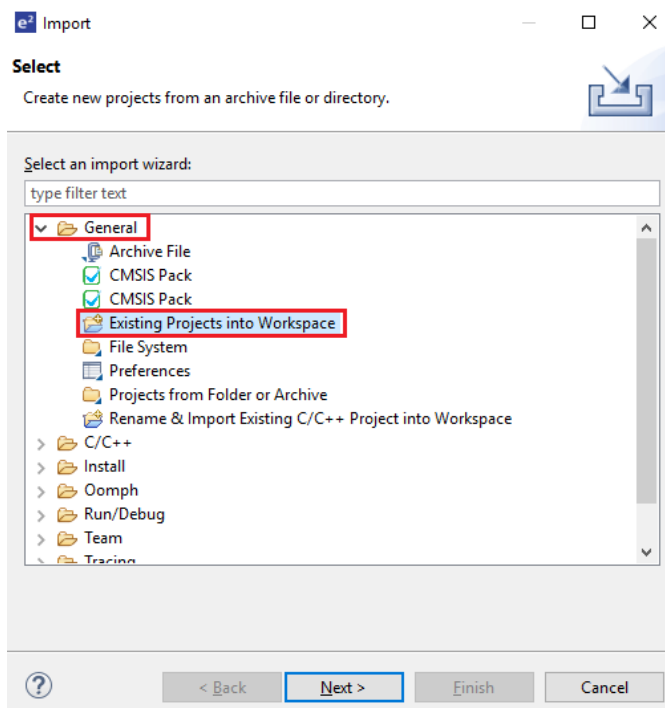 e² Import
Select
Create new projects from an archive file or directory.
Select an import wizard:
type filter text
General
Archive File
CMSIS Pack
CMSIS Pack
Existing Projects into Workspace
File System
Preferences
Projects from Folder or Archive
Rename & Import Existing C/C++ Project into Workspace
C/C++
Install
Oomph
Run/Debug
Team
Tracing
? < Back Next > Finish Cancel